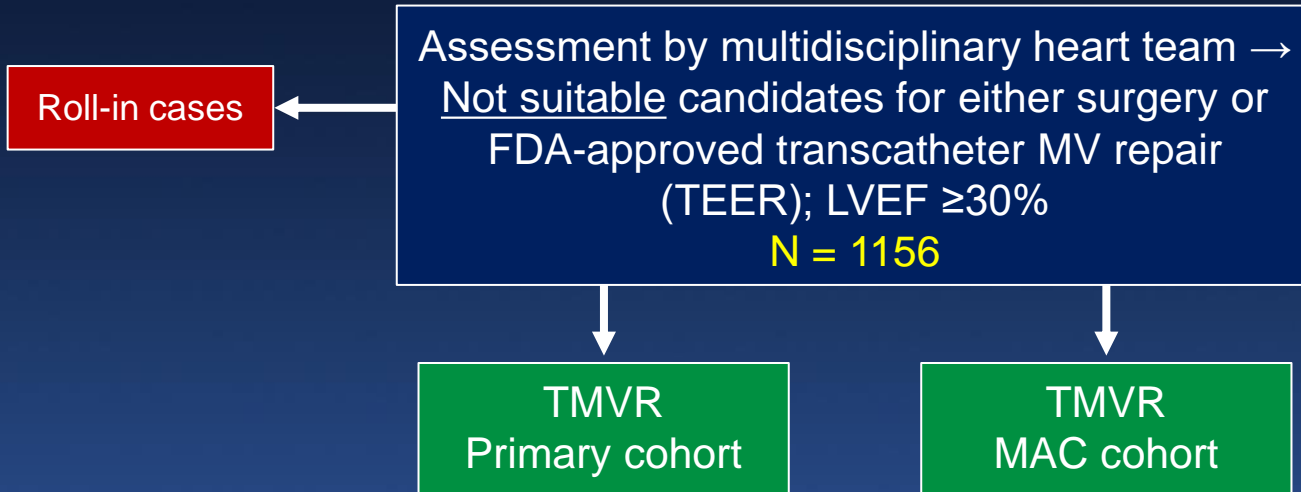 Roll-in cases
Assessment by multidisciplinary heart team →
Not suitable candidates for either surgery or
FDA-approved transcatheter MV repair
(TEER); LVEF ≥30%
N = 1156
TMVR
Primary cohort
TMVR
MAC cohort